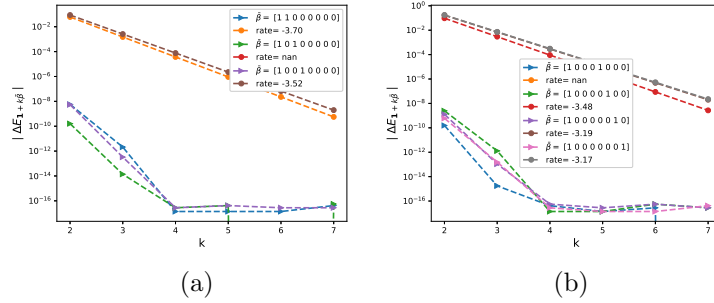 10⁻²
10⁻⁴
10⁻⁶
10⁻⁸
10⁻¹⁰
10⁻¹²
10⁻¹⁴
10⁻¹⁶
| ΔE₁₊ₖβ̄ |
β̄ = [1 1 0 0 0 0 0 0]
rate= -3.70
β̄ = [1 0 1 0 0 0 0 0]
rate= nan
β̄ = [1 0 0 1 0 0 0 0]
rate= -3.52
2 3 4 5 6 7
k
(a)
10⁰
10⁻²
10⁻⁴
10⁻⁶
10⁻⁸
10⁻¹⁰
10⁻¹²
10⁻¹⁴
10⁻¹⁶
| ΔE₁₊ₖβ̄ |
β̄ = [1 0 0 0 1 0 0 0]
rate= nan
β̄ = [1 0 0 0 0 1 0 0]
rate= -3.48
β̄ = [1 0 0 0 0 0 1 0]
rate= -3.19
β̄ = [1 0 0 0 0 0 0 1]
rate= -3.17
2 3 4 5 6 7
k
(b)